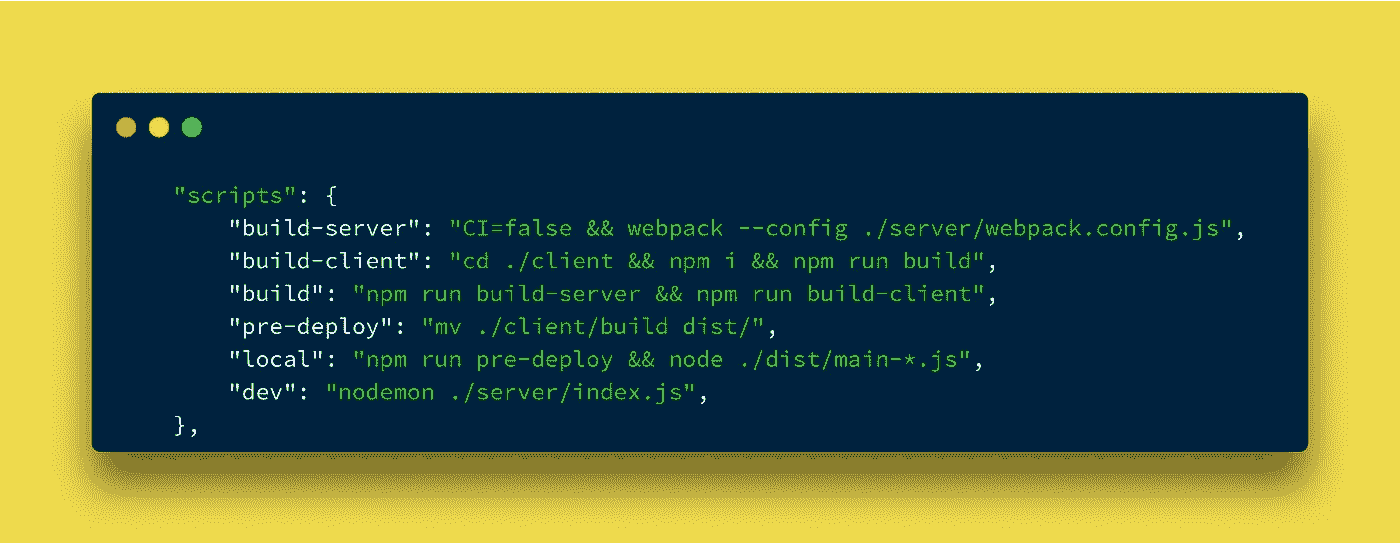 "scripts": {
"build-server": "CI=false && webpack --config ./server/webpack.config.js",
"build-client": "cd ./client && npm i && npm run build",
"build": "npm run build-server && npm run build-client",
"pre-deploy": "mv ./client/build dist/",
"local": "npm run pre-deploy && node ./dist/main-*.js",
"dev": "nodemon ./server/index.js",
},